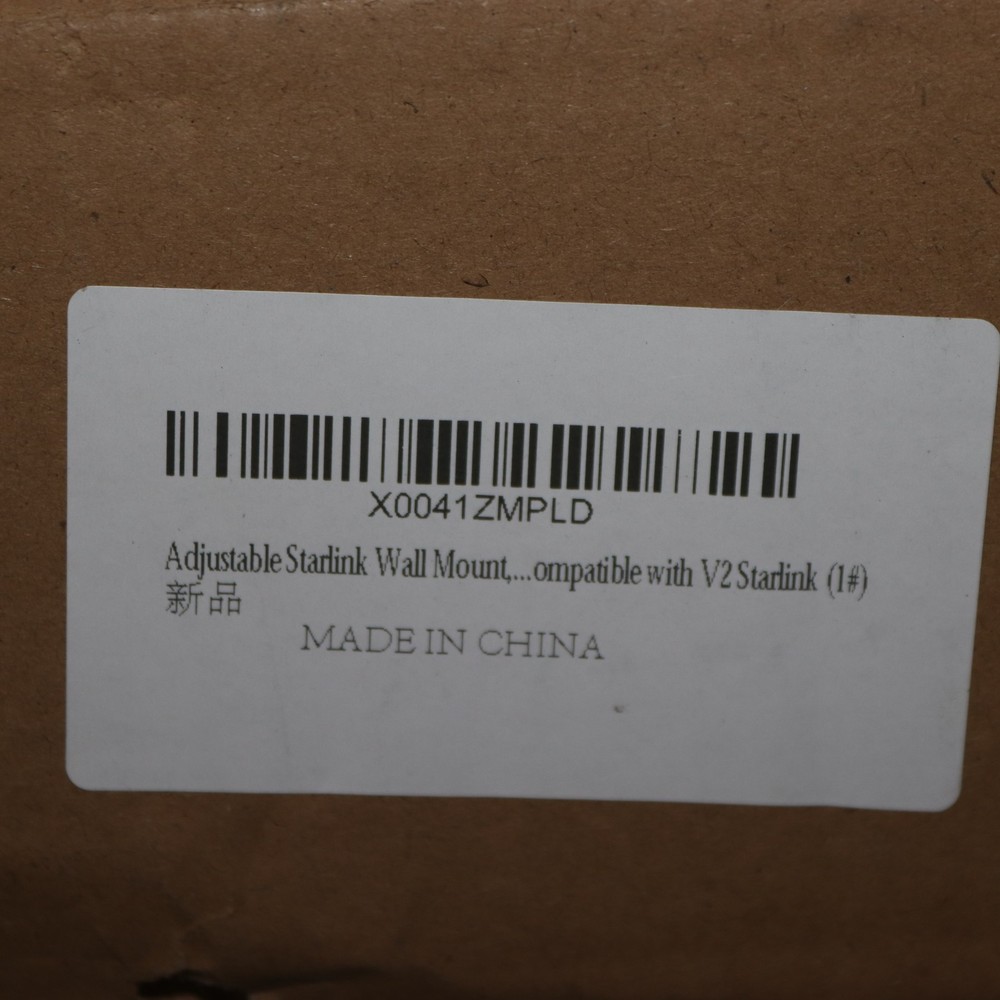 X0041ZMPLD
Adjustable Starlink Wall Mount,...ompatible with V2 Starlink (1#)
新品
MADE IN CHINA